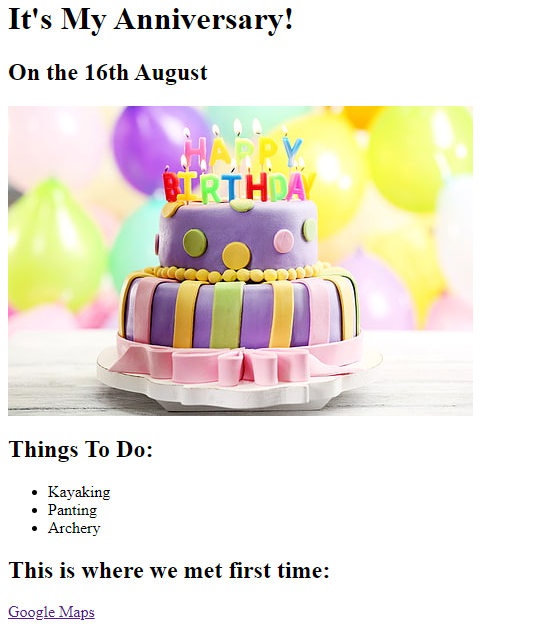 It's My Anniversary!
On the 16th August
HAPPY
BIRTHDAY
Things To Do:
Kayaking
Panting
Archery
This is where we met first time:
Google Maps